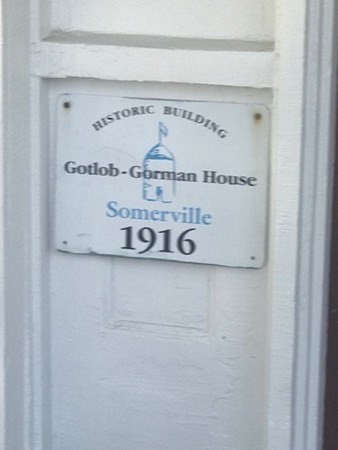 HISTORIC BUILDING
Gotlob-Gorman House
Somerville
1916